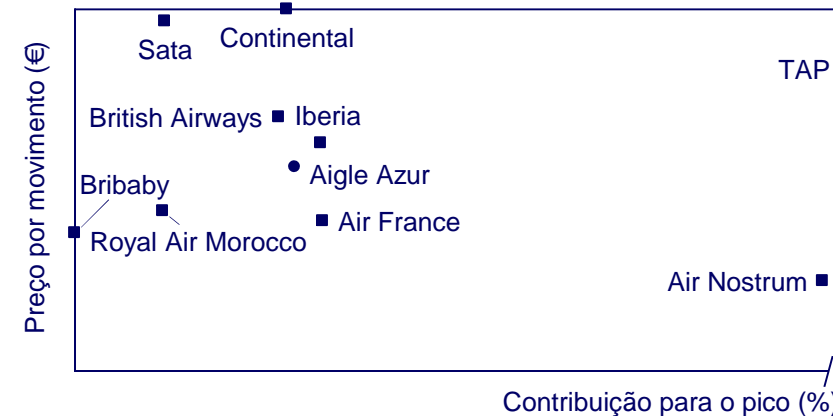 Continental
Sata
TAP
British Airways
Iberia
Aigle Azur
Bribaby
Air France
Royal Air Morocco
Air Nostrum
Preço por movimento (€)
Contribuição para o pico (%)